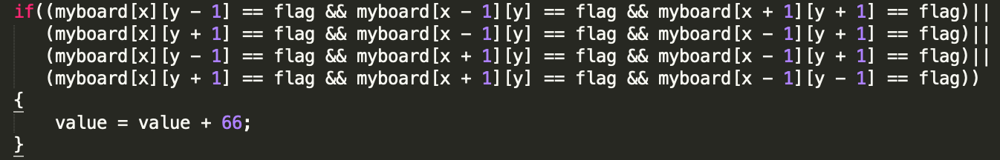 if((myboard[x][y - 1] == flag && myboard[x - 1][y] == flag && myboard[x + 1][y + 1] == flag)||
(myboard[x][y + 1] == flag && myboard[x - 1][y] == flag && myboard[x - 1][y + 1] == flag)||
(myboard[x][y - 1] == flag && myboard[x + 1][y] == flag && myboard[x - 1][y + 1] == flag)||
(myboard[x][y + 1] == flag && myboard[x + 1][y] == flag && myboard[x - 1][y - 1] == flag))
{
value = value + 66;
}